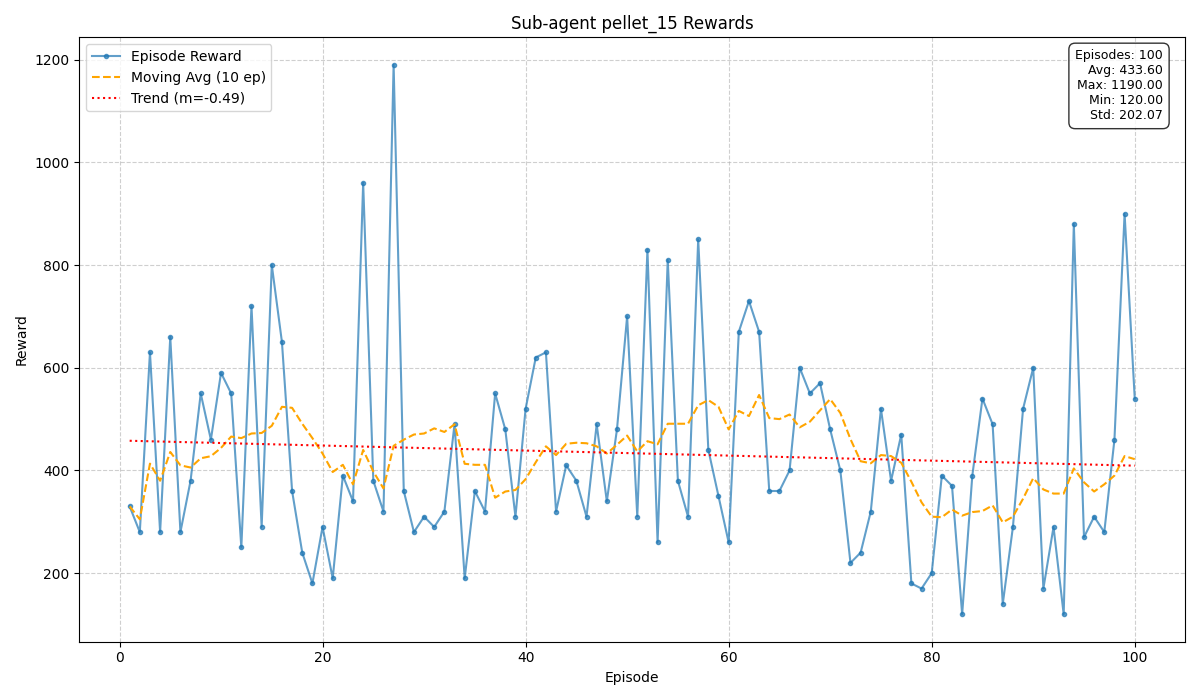 Sub-agent pellet_15 Rewards
Episode Reward
Moving Avg (10 ep)
Trend (m=-0.49)
Episodes: 100
Avg: 433.60
Max: 1190.00
Min: 120.00
Std: 202.07
Reward
1200
1000
800
600
400
200
0 20 40 60 80 100
Episode